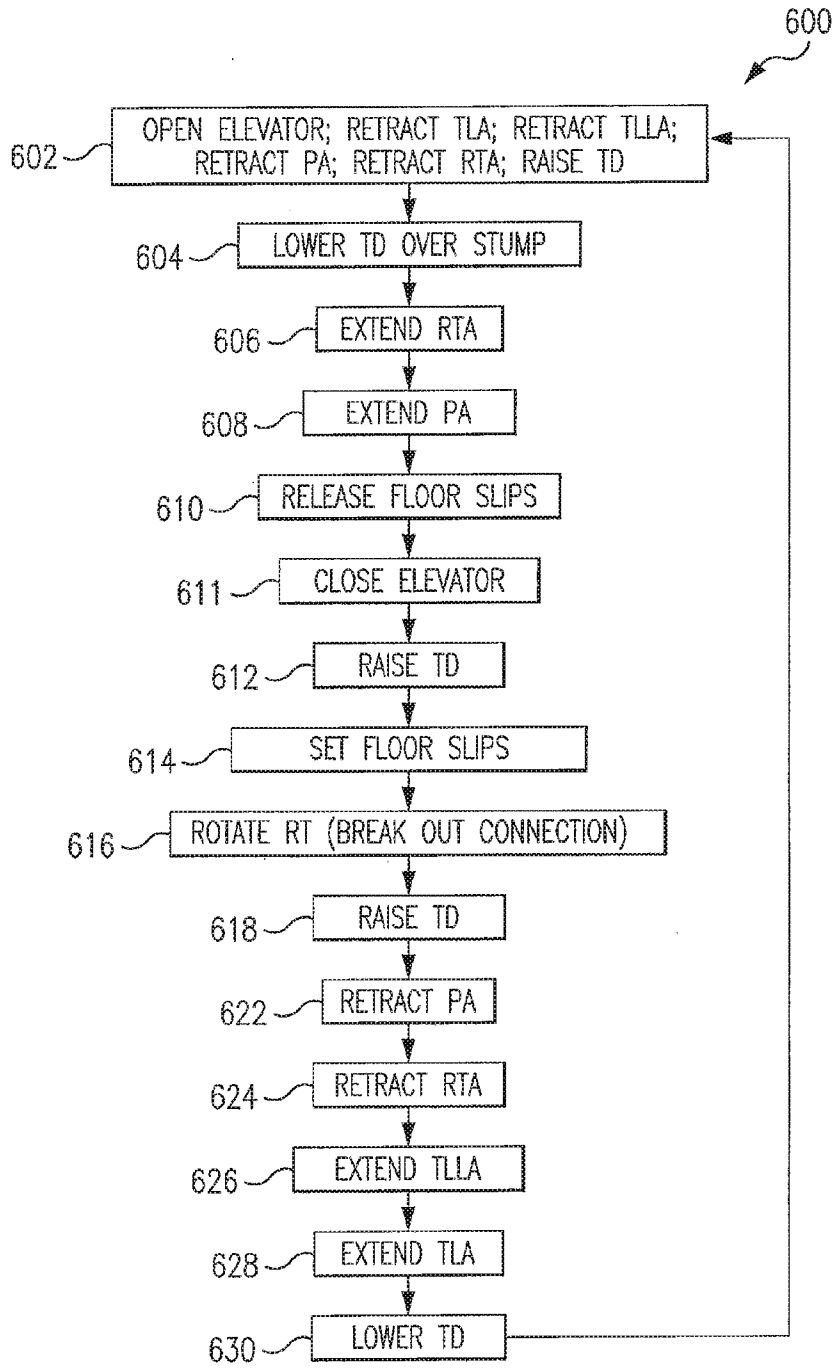 600
602
OPEN ELEVATOR; RETRACT TLA; RETRACT TLLA;
RETRACT PA; RETRACT RTA; RAISE TD
604
LOWER TD OVER STUMP
606
EXTEND RTA
608
EXTEND PA
610
RELEASE FLOOR SLIPS
611
CLOSE ELEVATOR
612
RAISE TD
614
SET FLOOR SLIPS
616
ROTATE RT (BREAK OUT CONNECTION)
618
RAISE TD
622
RETRACT PA
624
RETRACT RTA
626
EXTEND TLLA
628
EXTEND TLA
630
LOWER TD